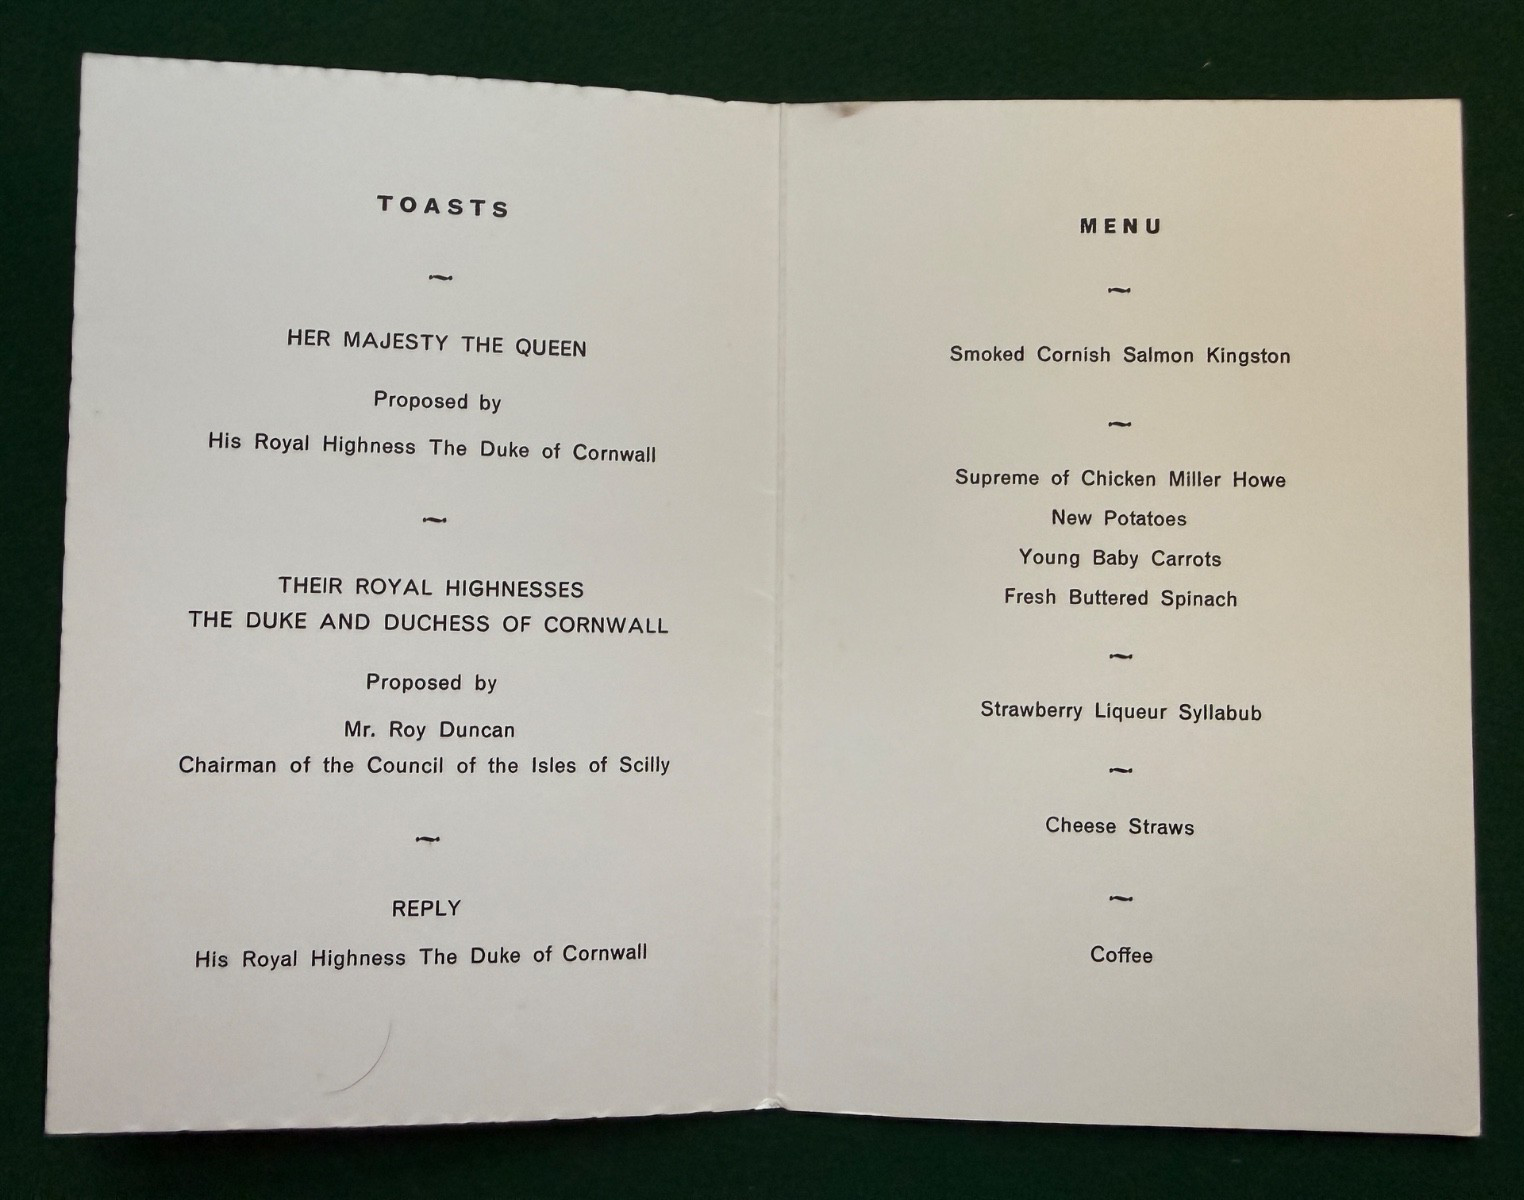 TOASTS
~
HER MAJESTY THE QUEEN
Proposed by
His Royal Highness The Duke of Cornwall
~
THEIR ROYAL HIGHNESSES
THE DUKE AND DUCHESS OF CORNWALL
Proposed by
Mr. Roy Duncan
Chairman of the Council of the Isles of Scilly
~
REPLY
His Royal Highness The Duke of Cornwall
MENU
~
Smoked Cornish Salmon Kingston
~
Supreme of Chicken Miller Howe
New Potatoes
Young Baby Carrots
Fresh Buttered Spinach
~
Strawberry Liqueur Syllabub
~
Cheese Straws
~
Coffee